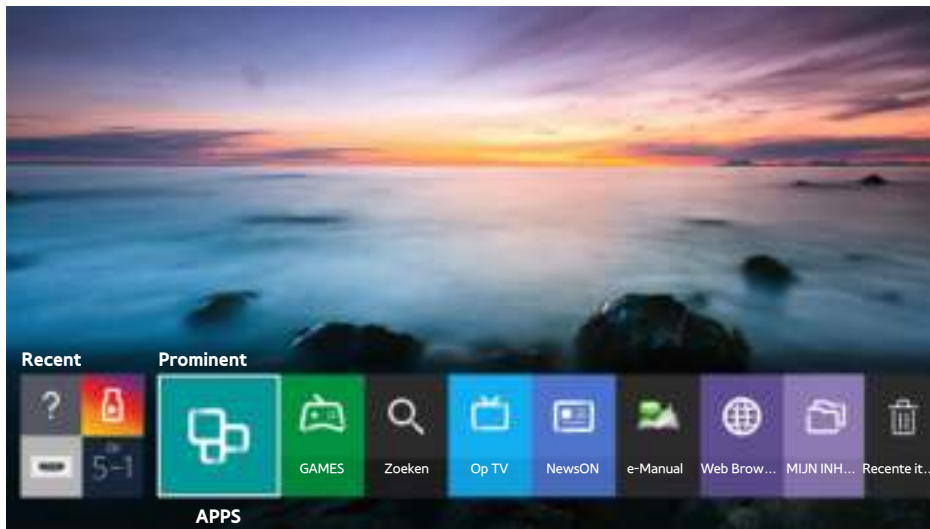 Recent
Prominent
?
5-1
GAMES
Zoeken
Op TV
NewsON
e-Manual
Web Brow...
MIJN INH...
Recente it..
APPS